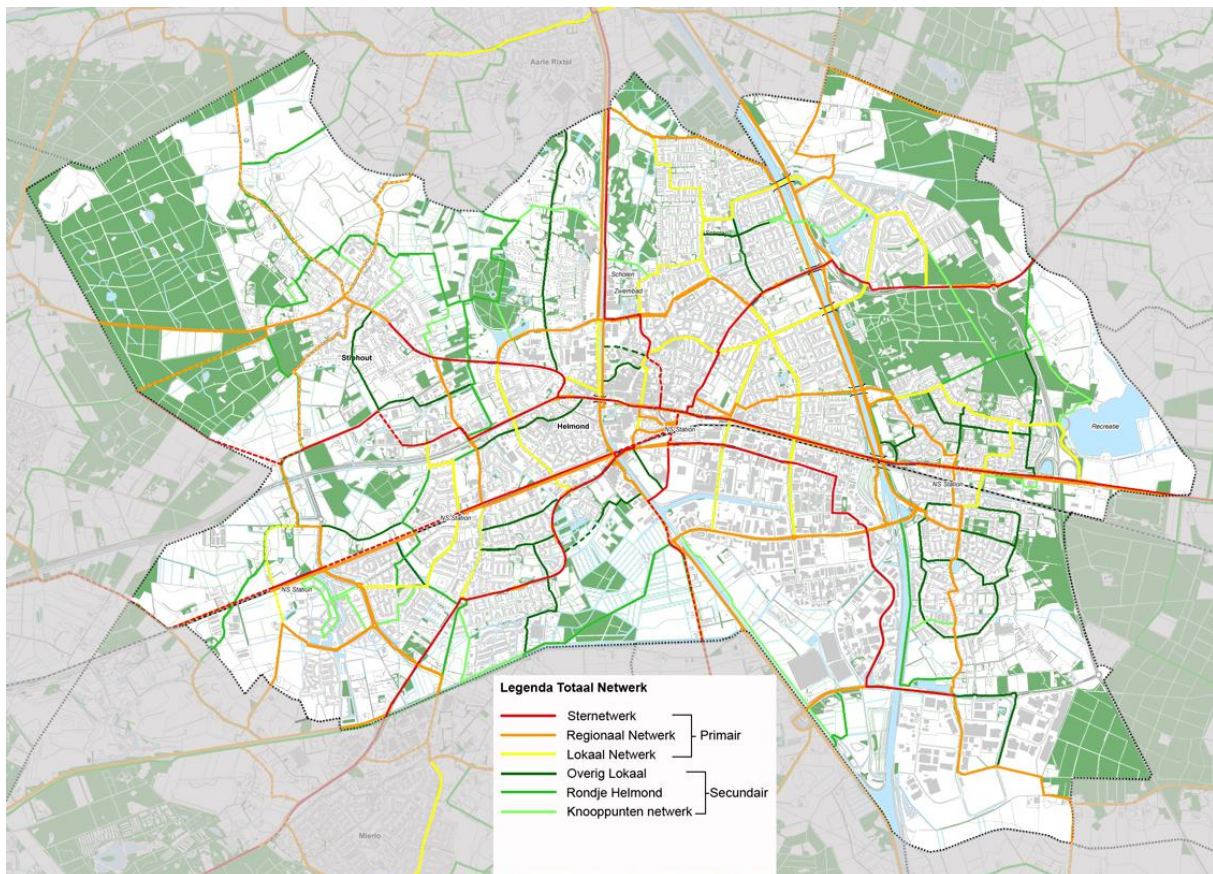 Aarle Rixtel
Scholen
Zwembad
Stiphout
Helmond
NS-Station
Recreatie
NS Station
NS Station
NS Station
Mierlo
Legenda Totaal Netwerk
Sternetwerk
Regionaal Netwerk
Lokaal Netwerk
Primair
Overig Lokaal
Rondje Helmond
Knooppunten netwerk
Secundair